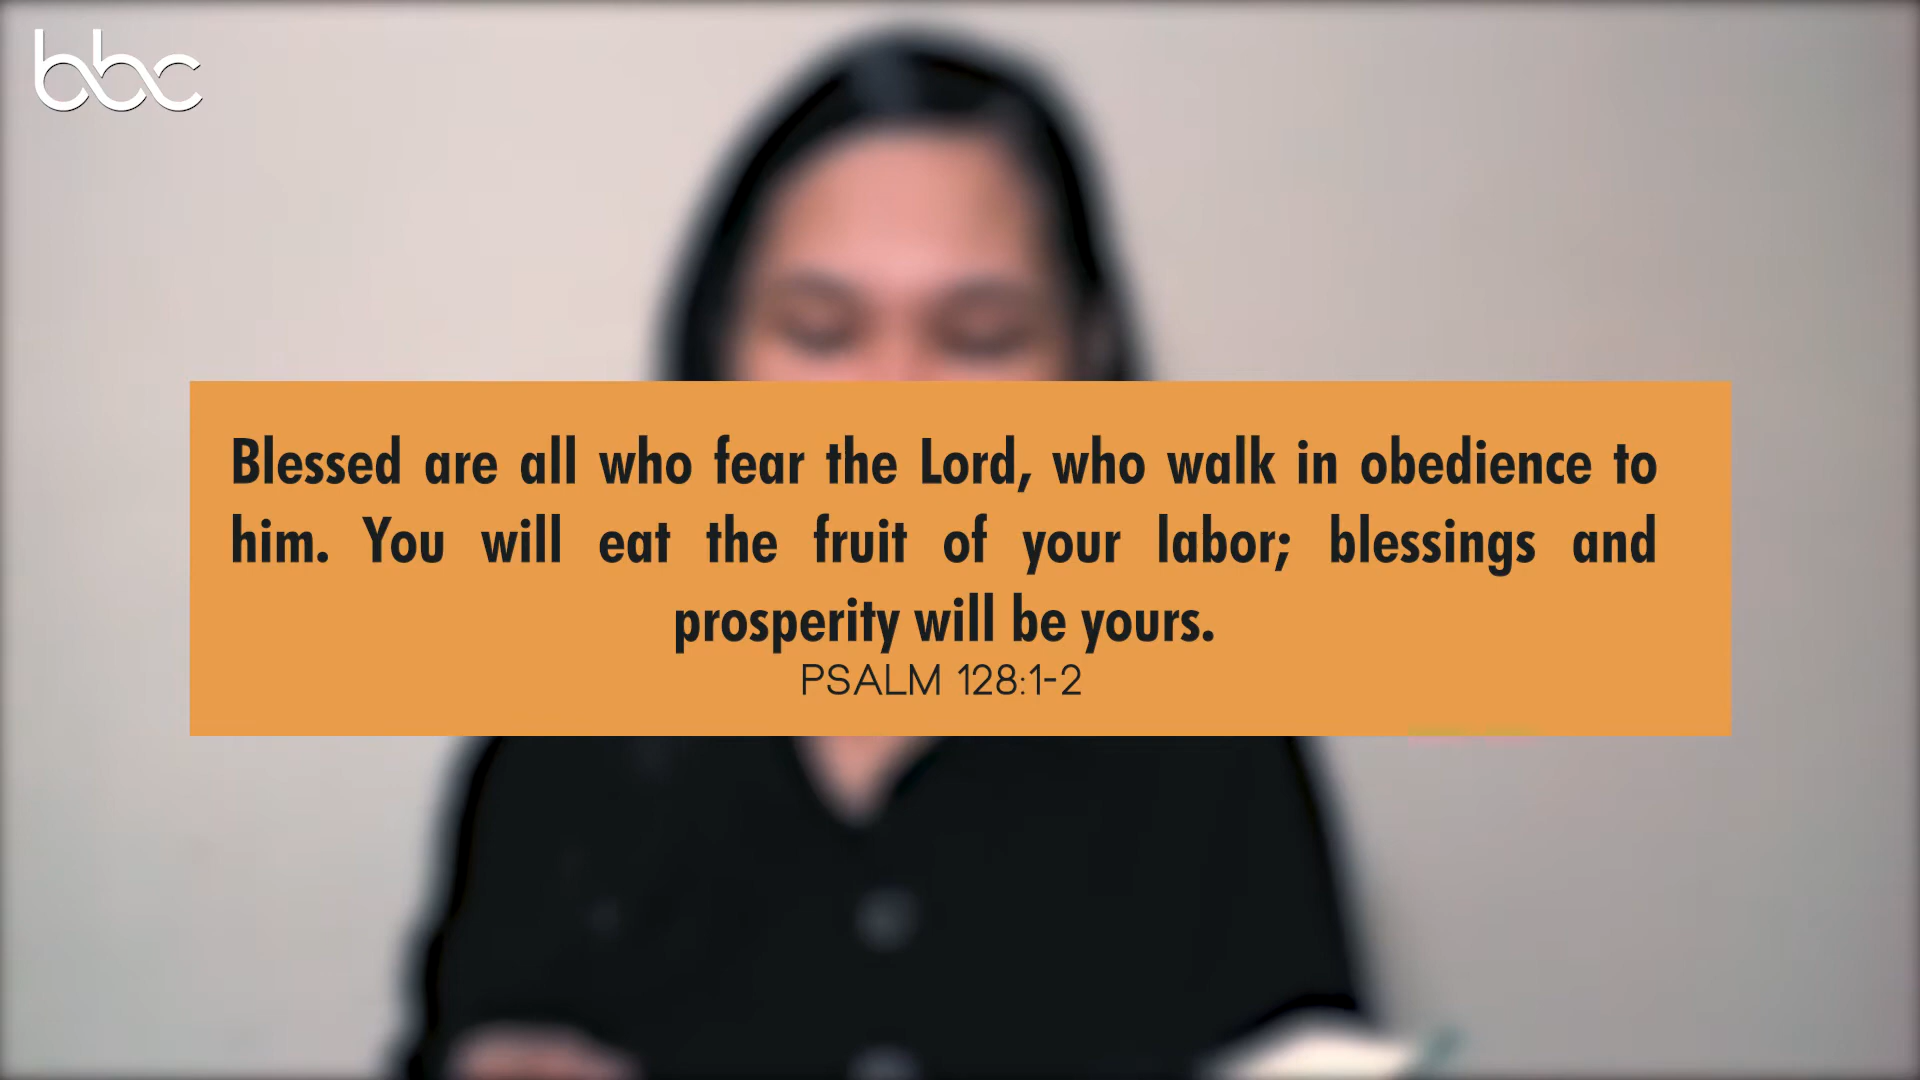 bbc
Blessed are all who fear the Lord, who walk in obedience to
him. You will eat the fruit of your labor; blessings and
prosperity will be yours.
PSALM 128:1-2